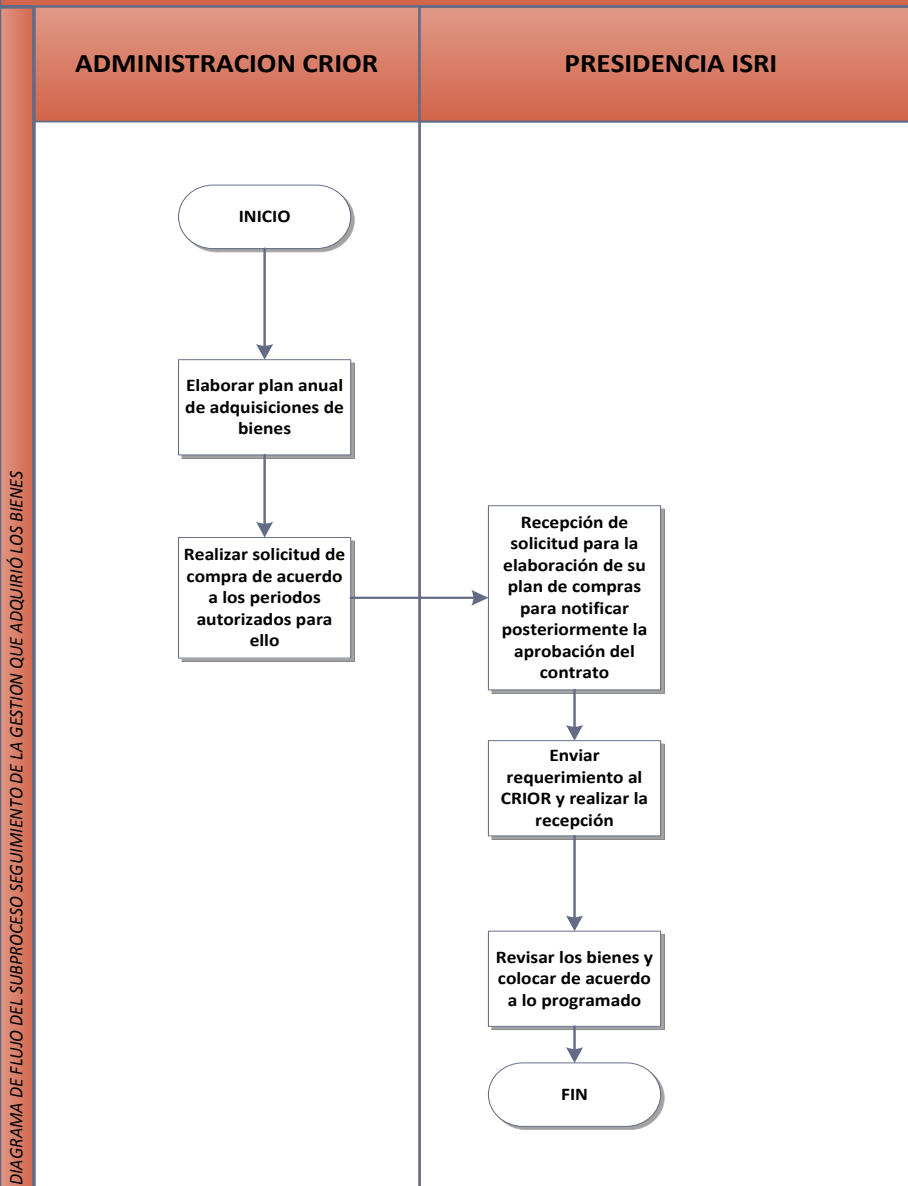 ADMINISTRACION CRIOR
PRESIDENCIA ISRI
DIAGRAMA DE FLUJO DEL SUBPROCESO SEGUIMIENTO DE LA GESTION QUE ADQUIRIÓ LOS BIENES
INICIO
Elaborar plan anual
de adquisiciones de
bienes
Realizar solicitud de
compra de acuerdo
a los periodos
autorizados para
ello
Recepción de
solicitud para la
elaboración de su
plan de compras
para notificar
posteriormente la
aprobación del
contrato
Enviar
requerimiento al
CRIOR y realizar la
recepción
Revisar los bienes y
colocar de acuerdo
a lo programado
FIN